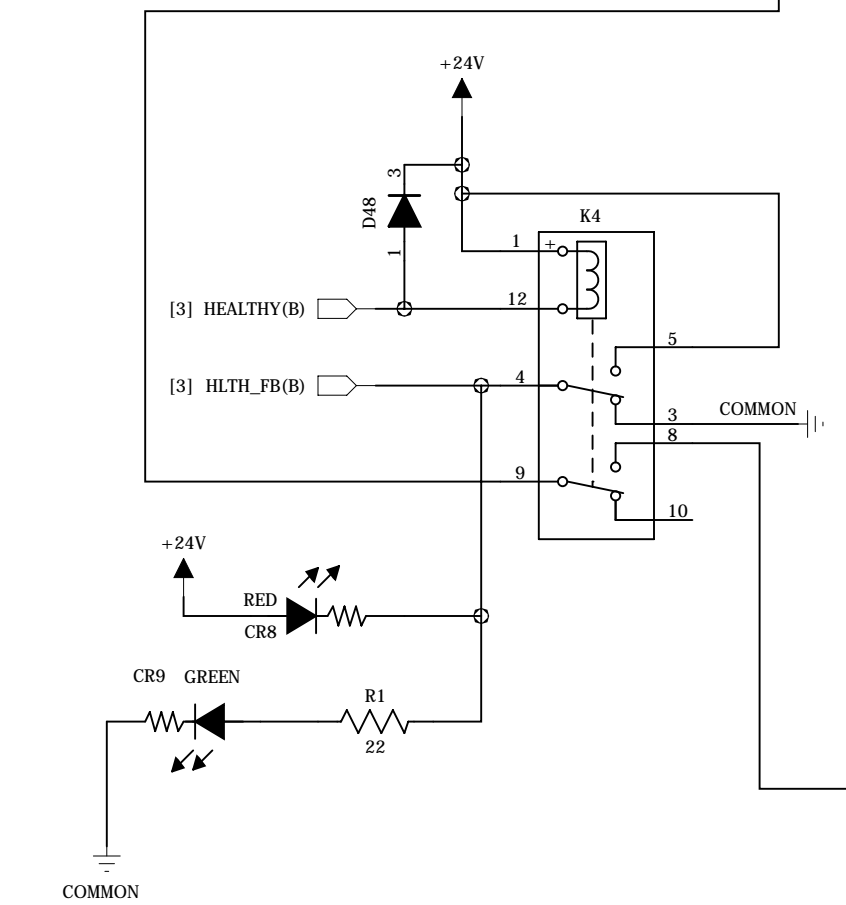 +24V
3
D48
K4
1
1 +
[3] HEALTHY(B)
12
5
[3] HLTH_FB(B)
4
3
COMMON
8
9
10
+24V
RED
CR8
CR9 GREEN
R1
22
COMMON